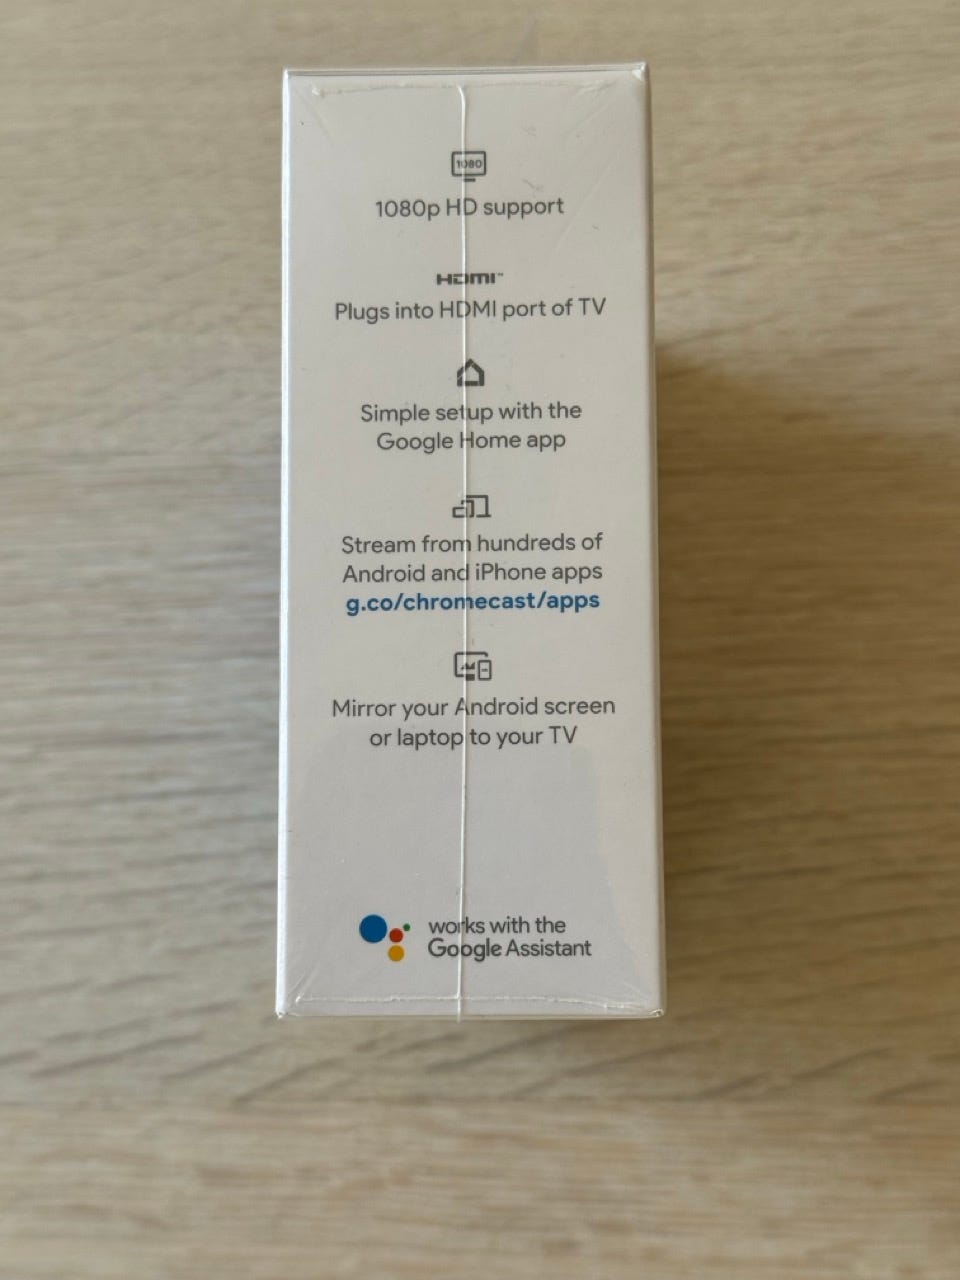 1080
1080p HD support
HDMI™
Plugs into HDMI port of TV
Simple setup with the
Google Home app
Stream from hundreds of
Android and iPhone apps
g.co/chromecast/apps
Mirror your Android screen
or laptop to your TV
works with the
Google Assistant